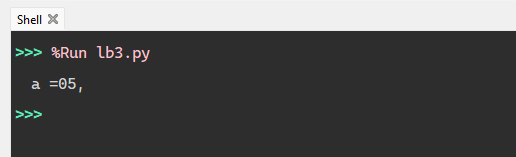 Shell
>>> %Run lb3.py
a =05,
>>>